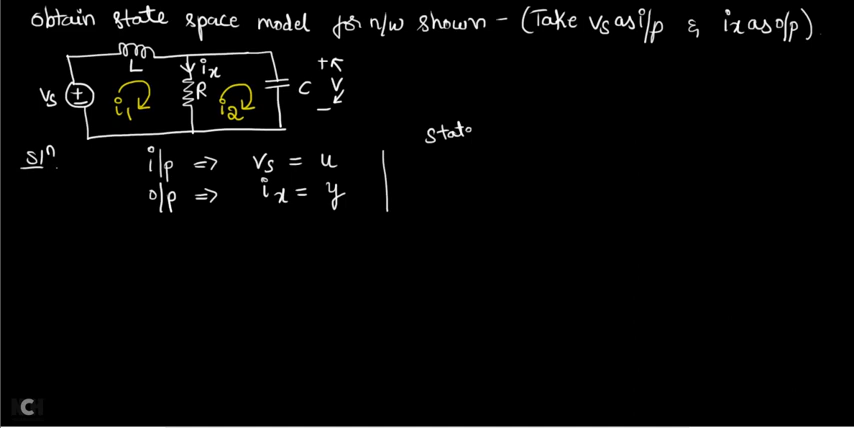 obtain state space model for n/w shown - (Take vs as i/p & ix as o/p)
L
ix
+
vs
i1
R
i2
C
V
-
State
Sln
i/p => vs = u
o/p => ix = y
C